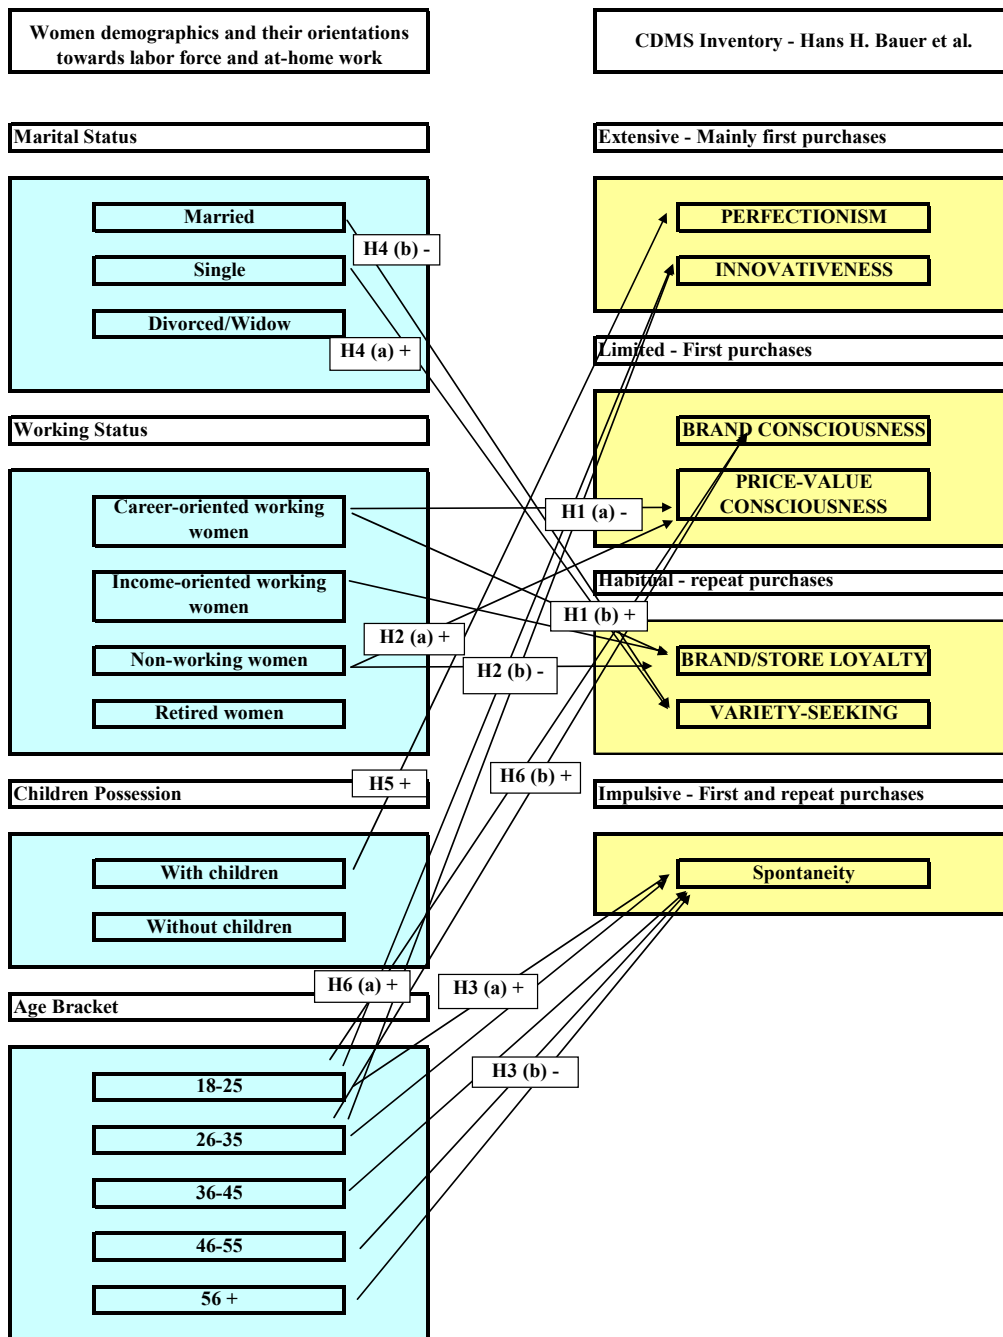 Women demographics and their orientations
towards labor force and at-home work
CDMS Inventory - Hans H. Bauer et al.
Marital Status
Extensive - Mainly first purchases
Married
PERFECTIONISM
H4 (b) -
Single
INNOVATIVENESS
Divorced/Widow
H4 (a) +
Limited - First purchases
Working Status
BRAND CONSCIOUSNESS
Career-oriented working
women
PRICE-VALUE
CONSCIOUSNESS
H1 (a) -
Income-oriented working
women
Habitual - repeat purchases
H1 (b) +
H2 (a) +
Non-working women
H2 (b) -
BRAND/STORE LOYALTY
Retired women
VARIETY-SEEKING
H6 (b) +
H5 +
Children Possession
Impulsive - First and repeat purchases
With children
Spontaneity
Without children
H6 (a) +
H3 (a) +
Age Bracket
H3 (b) -
18-25
26-35
36-45
46-55
56 +